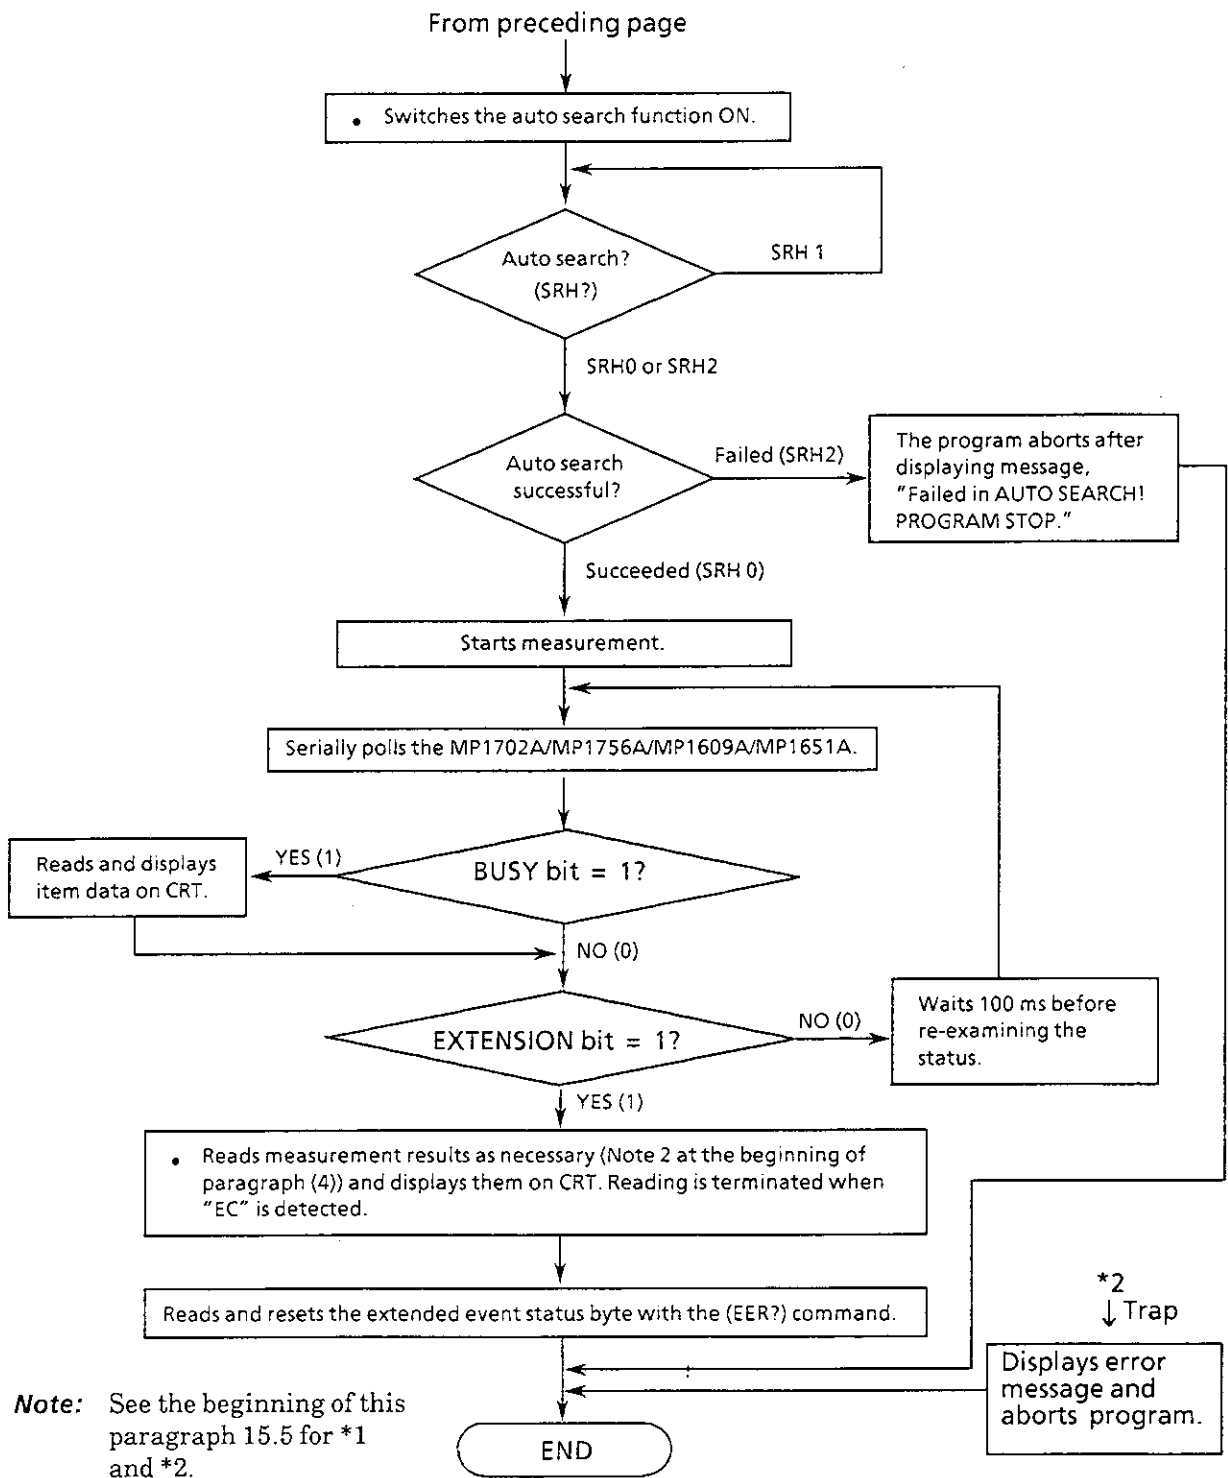 From preceding page
• Switches the auto search function ON.
Auto search?
(SRH?)
SRH 1
SRH0 or SRH2
Auto search
successful?
Failed (SRH2)
The program aborts after
displaying message,
"Failed in AUTO SEARCH!
PROGRAM STOP."
Succeeded (SRH 0)
Starts measurement.
Serially polls the MP1702A/MP1756A/MP1609A/MP1651A.
Reads and displays
item data on CRT.
YES (1)
BUSY bit = 1?
NO (0)
EXTENSION bit = 1?
NO (0)
Waits 100 ms before
re-examining the
status.
YES (1)
• Reads measurement results as necessary (Note 2 at the beginning of
paragraph (4)) and displays them on CRT. Reading is terminated when
"EC" is detected.
Reads and resets the extended event status byte with the (EER?) command.
*2
Trap
Displays error
message and
aborts program.
Note: See the beginning of this
paragraph 15.5 for *1
and *2.
END